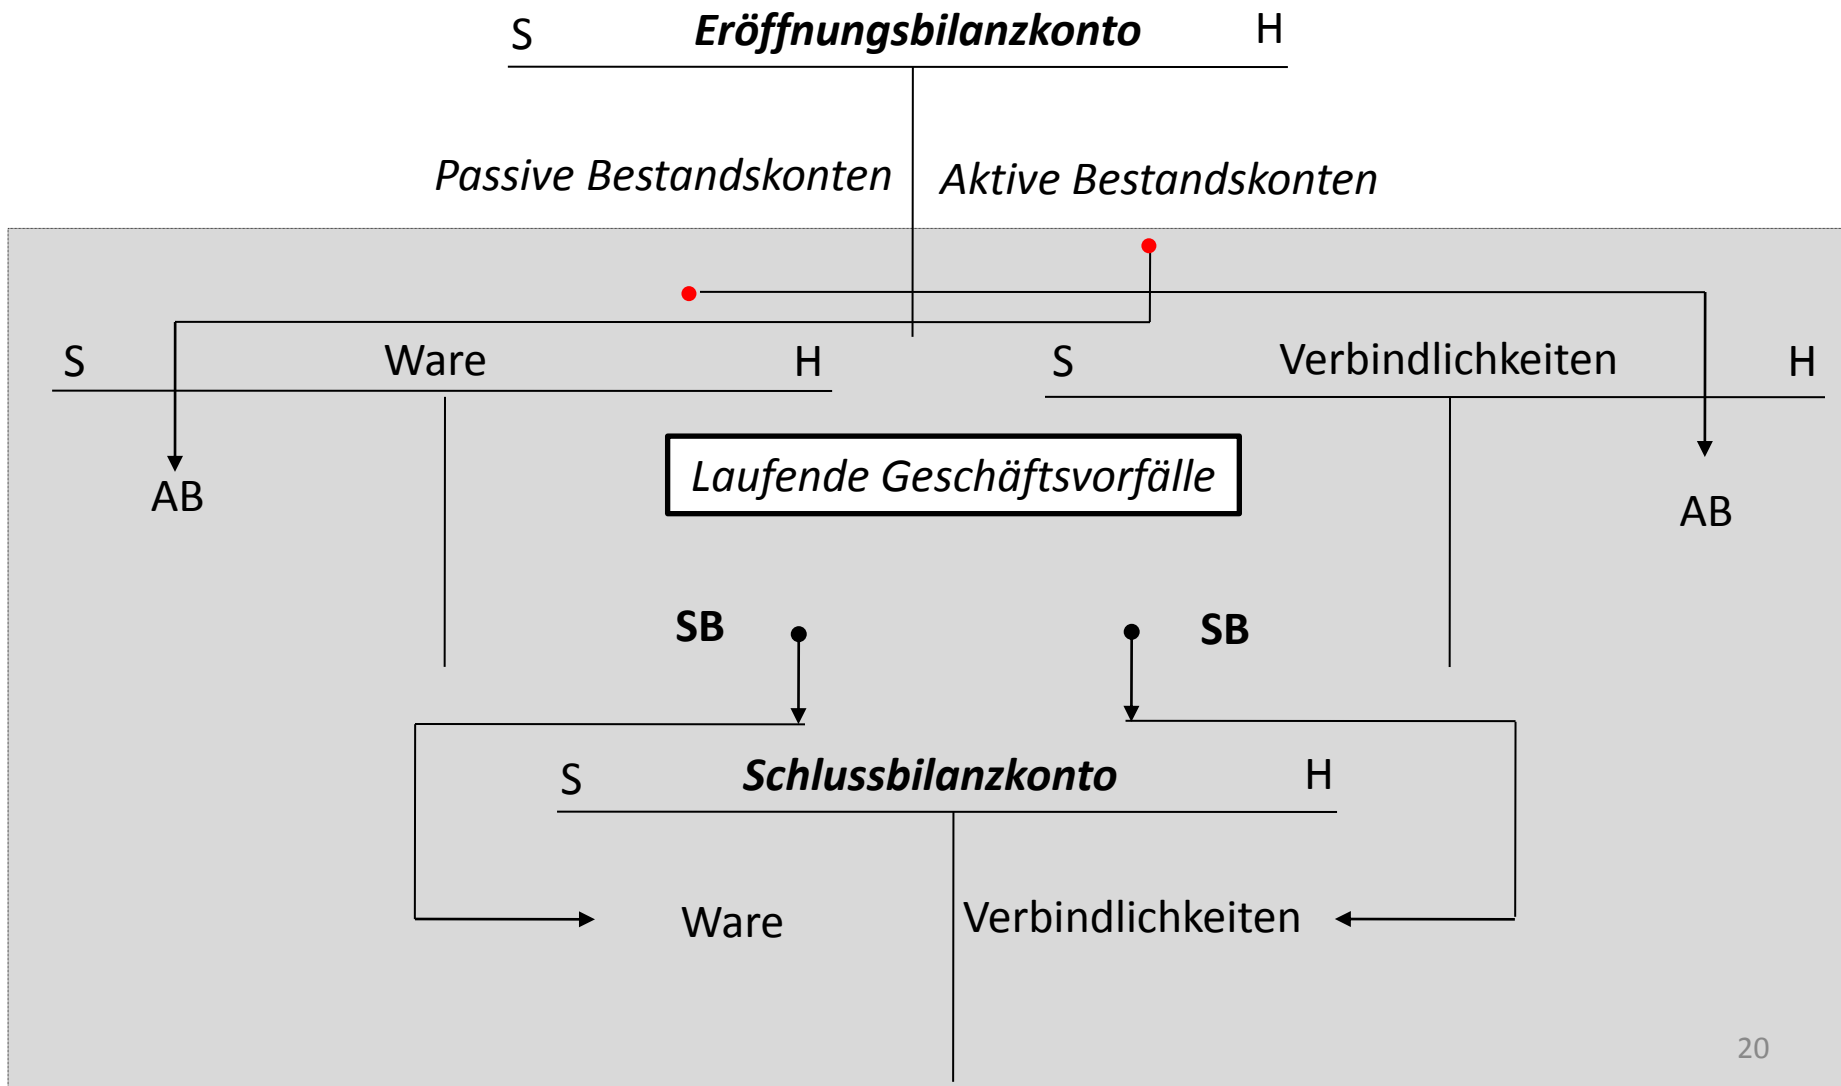 S Eröffnungsbilanzkonto H
Passive Bestandskonten Aktive Bestandskonten
S Ware H S Verbindlichkeiten H
Laufende Geschäftsvorfälle
AB AB
SB SB
S Schlussbilanzkonto H
Ware Verbindlichkeiten
20